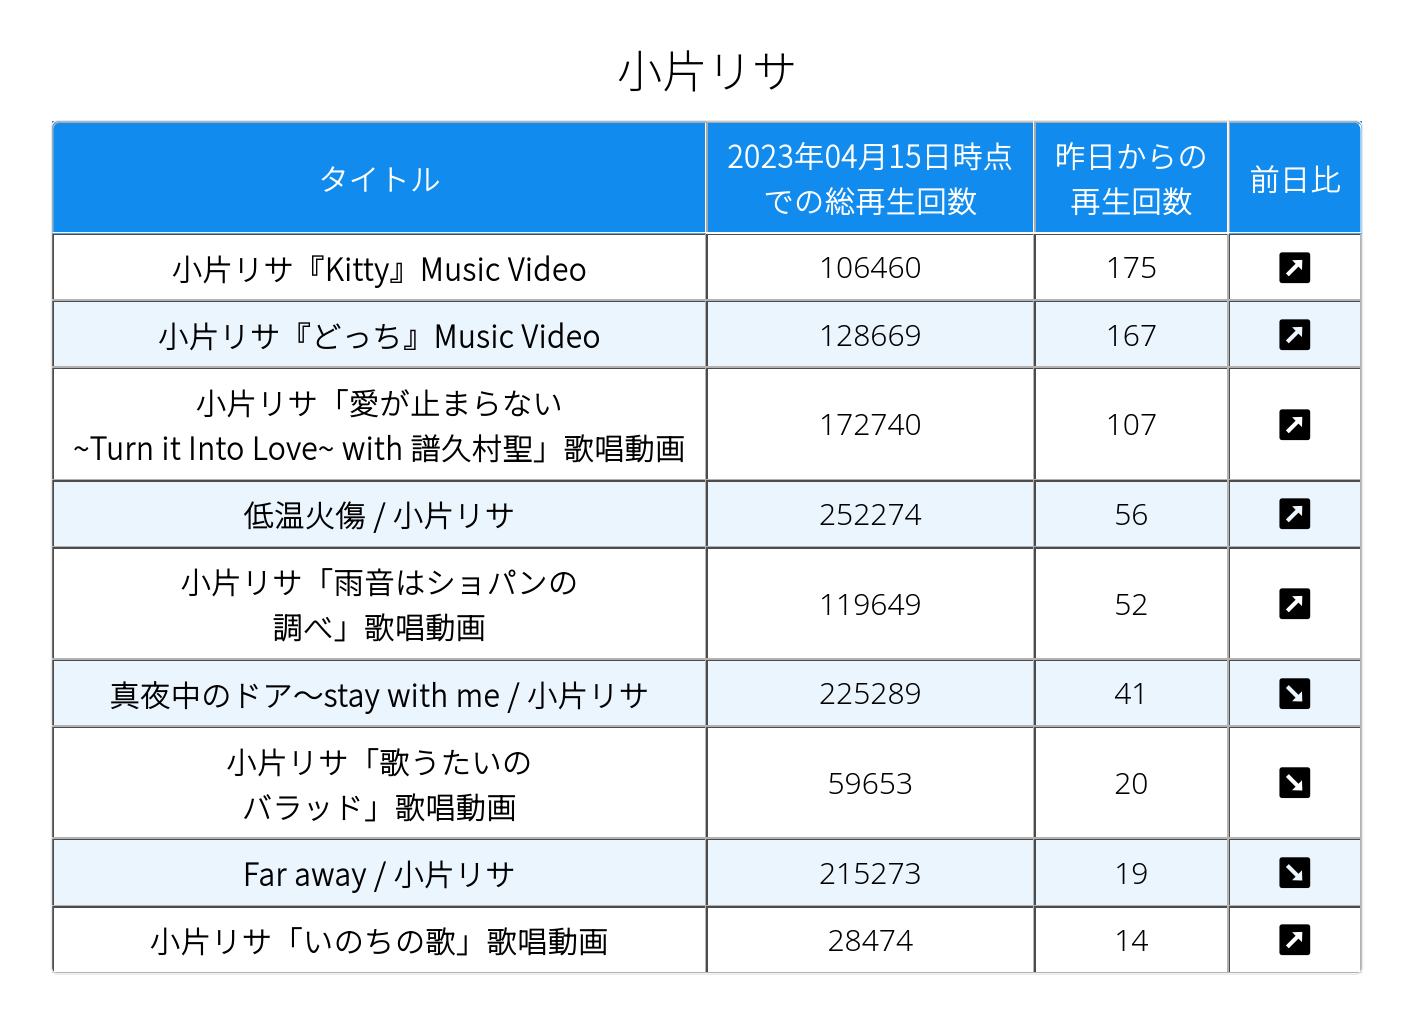 小片リサ
タイトル
2023年04月15日時点
での総再生回数
昨日からの
再生回数
前日比
小片リサ『Kitty』Music Video
106460
175
小片リサ『どっち』Music Video
128669
167
小片リサ「愛が止まらない
~Turn it Into Love~ with 譜久村聖」歌唱動画
172740
107
低温火傷 / 小片リサ
252274
56
小片リサ「雨音はショパンの
調べ」歌唱動画
119649
52
真夜中のドア〜stay with me / 小片リサ
225289
41
小片リサ「歌うたいの
バラッド」歌唱動画
59653
20
Far away / 小片リサ
215273
19
小片リサ「いのちの歌」歌唱動画
28474
14